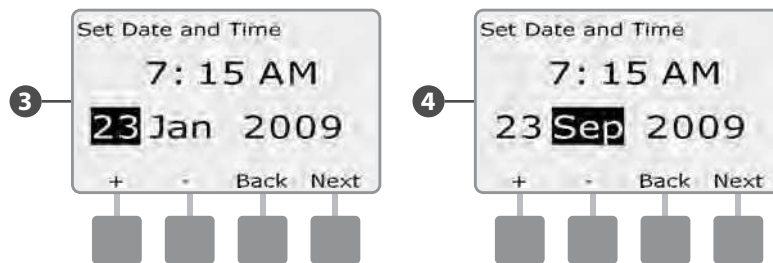 Set Date and Time
7: 15 AM
3
23 Jan 2009
+ - Back Next
Set Date and Time
7: 15 AM
4
23 Sep 2009
+ - Back Next